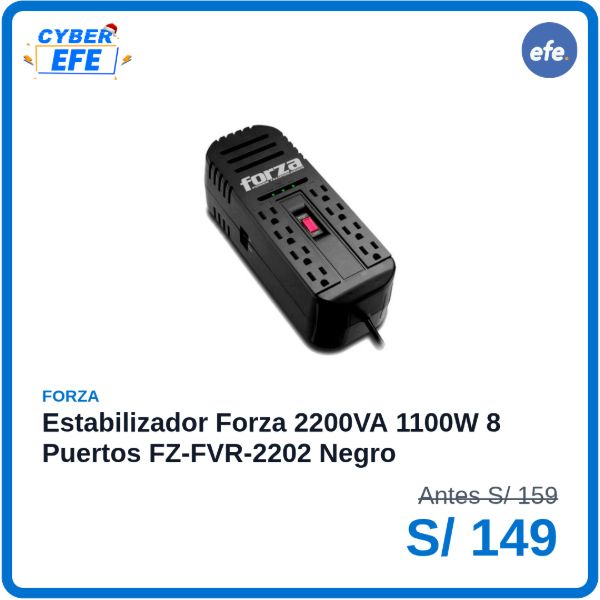 CYBER
EFE
efe.
forza
FORZA
Estabilizador Forza 2200VA 1100W 8
Puertos FZ-FVR-2202 Negro
Antes S/ 159
S/ 149